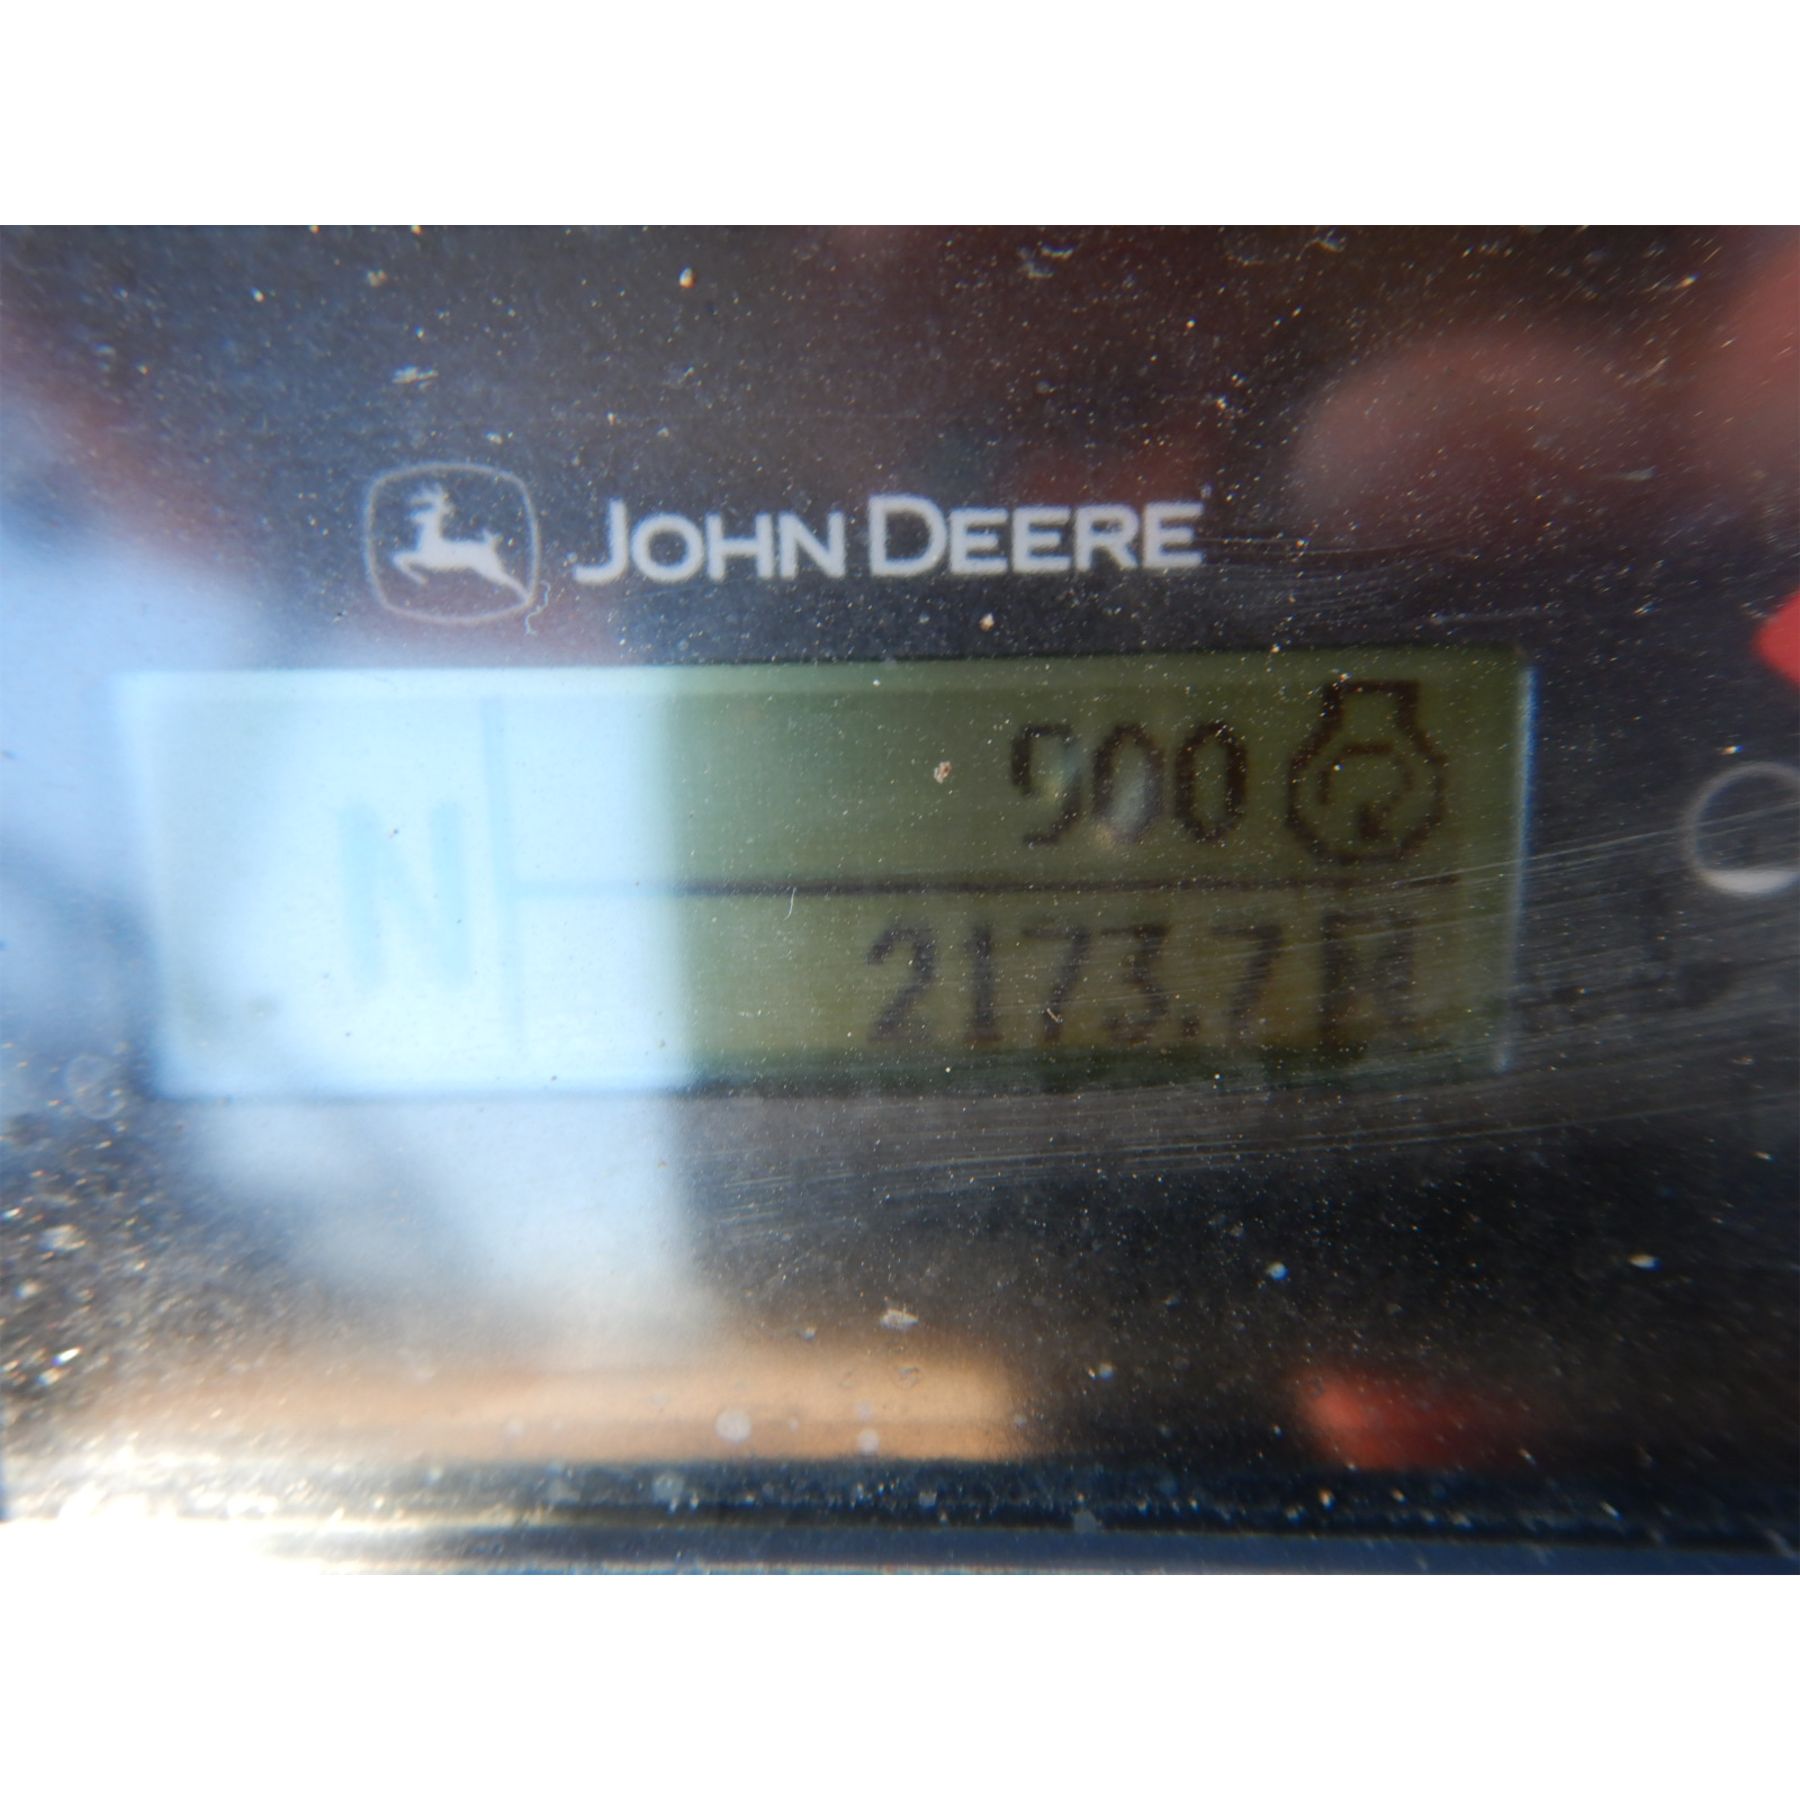 JOHN DEERE
N
900
2173.7